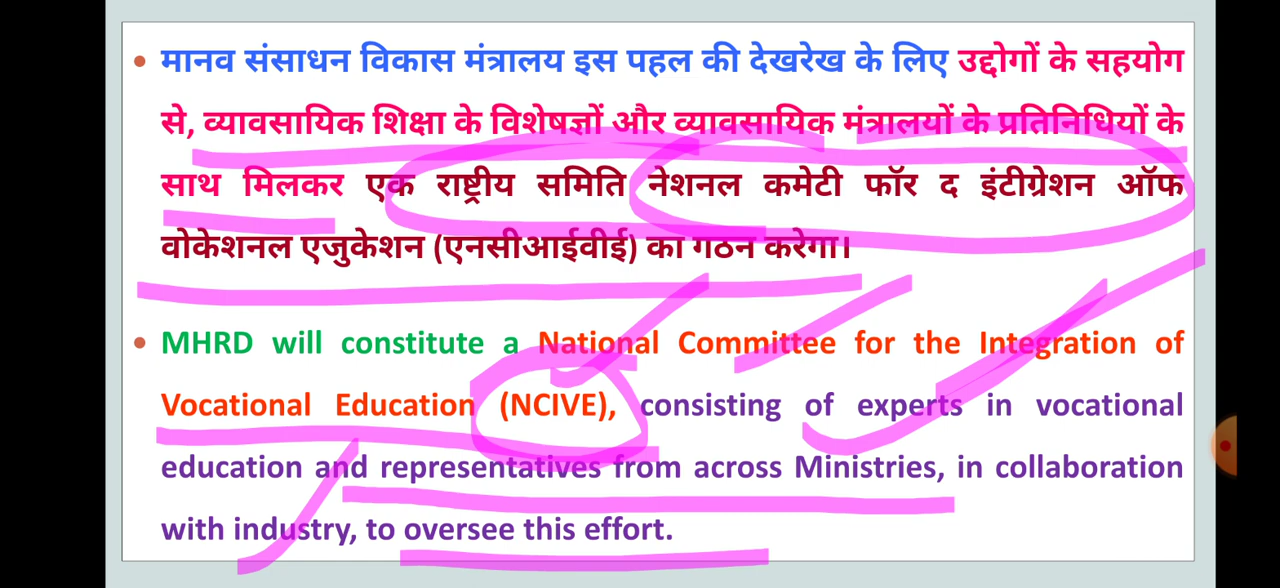 • मानव संसाधन विकास मंत्रालय इस पहल की देखरेख के लिए उद्दोगों के सहयोग
से, व्यावसायिक शिक्षा के विशेषज्ञों और व्यावसायिक मंत्रालयों के प्रतिनिधियों के
साथ मिलकर एक राष्ट्रीय समिति नेशनल कमेटी फॉर द इंटीग्रेशन ऑफ
वोकेशनल एजुकेशन (एनसीआईवीई) का गठन करेगा।
• MHRD will constitute a National Committee for the Integration of
Vocational Education (NCIVE), consisting of experts in vocational
education and representatives from across Ministries, in collaboration
with industry, to oversee this effort.